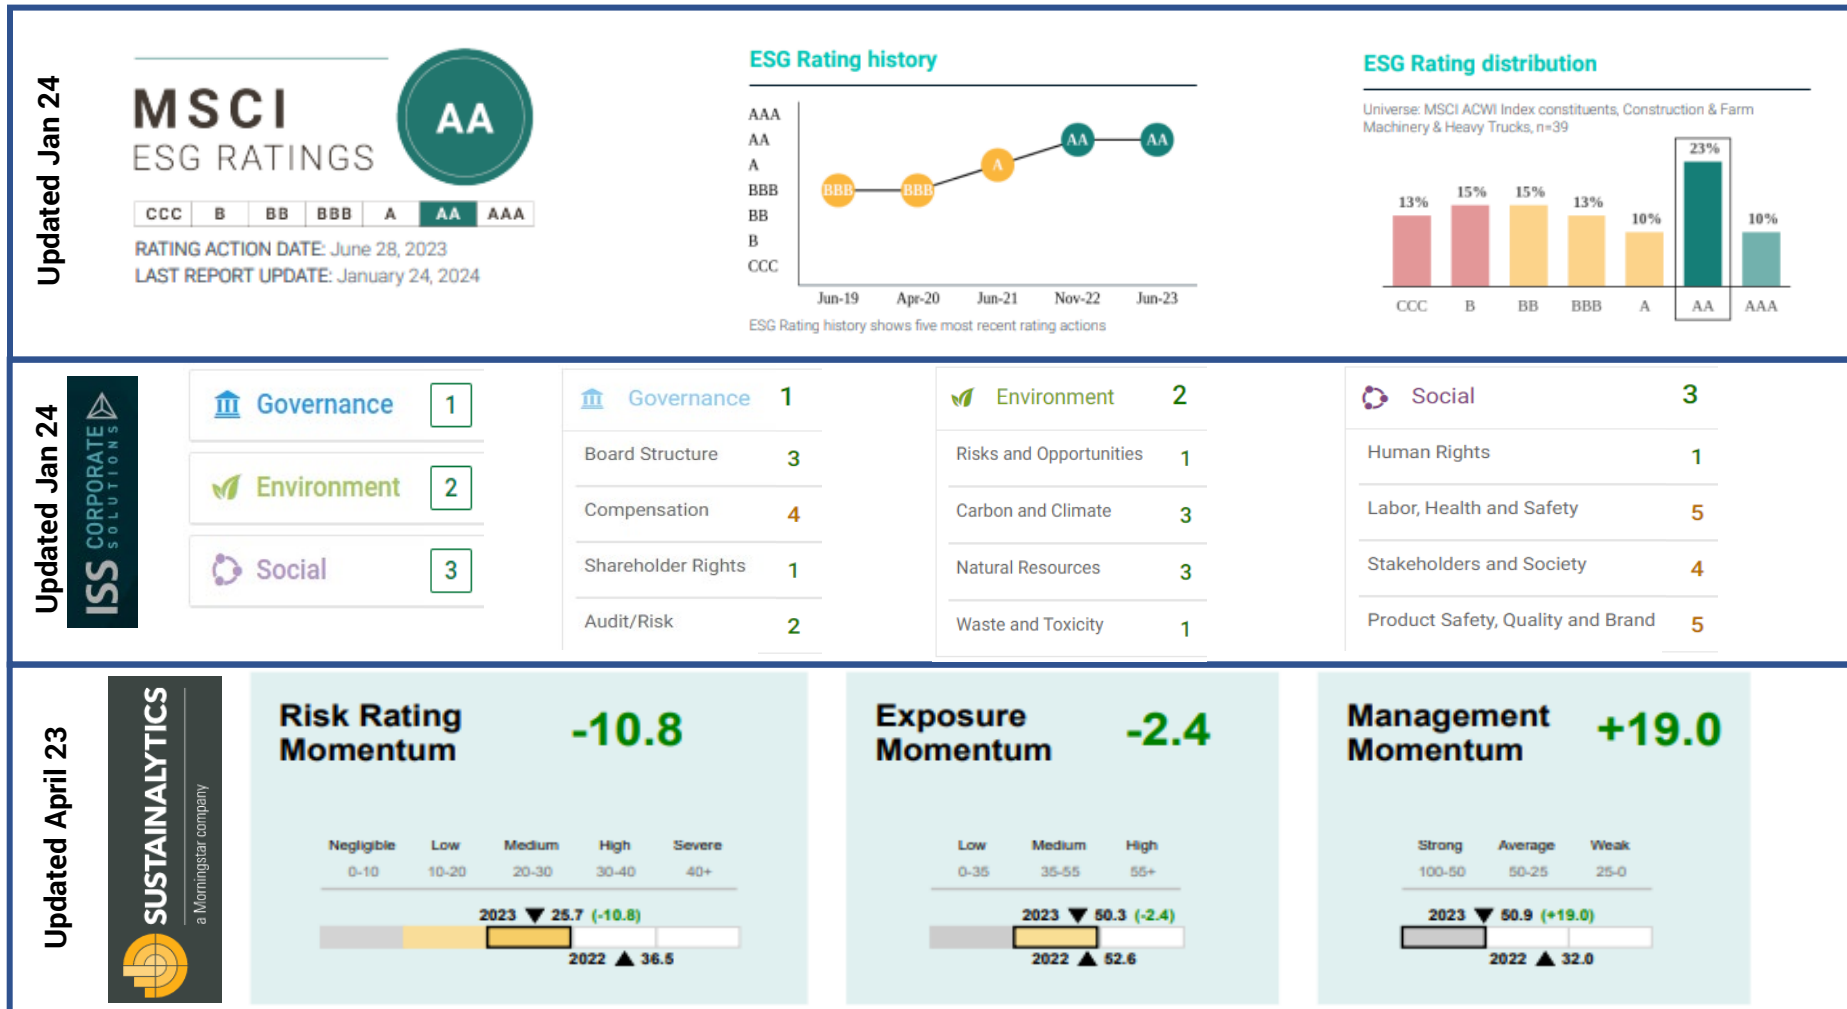 Updated Jan 24
MSCI
ESG RATINGS
AA
CCC B BB BBB A AA AAA
RATING ACTION DATE: June 28, 2023
LAST REPORT UPDATE: January 24, 2024
ESG Rating history
AAA
AA
A
BBB
BB
B
CCC
BBB BBB A AA AA
Jun-19 Apr-20 Jun-21 Nov-22 Jun-23
ESG Rating history shows five most recent rating actions
ESG Rating distribution
Universe: MSCI ACWI Index constituents, Construction & Farm
Machinery & Heavy Trucks, n=39
13% 15% 15% 13% 10% 23% 10%
CCC B BB BBB A AA AAA
Updated Jan 24
ISS CORPORATE
SOLUTIONS
Governance 1
Environment 2
Social 3
Governance 1
Board Structure 3
Compensation 4
Shareholder Rights 1
Audit/Risk 2
Environment 2
Risks and Opportunities 1
Carbon and Climate 3
Natural Resources 3
Waste and Toxicity 1
Social 3
Human Rights 1
Labor, Health and Safety 5
Stakeholders and Society 4
Product Safety, Quality and Brand 5
Updated April 23
SUSTAINALYTICS
a Morningstar company
Risk Rating
Momentum
-10.8
Negligible Low Medium High Severe
0-10 10-20 20-30 30-40 40+
2023 ▼ 25.7 (-10.8)
2022 ▲ 36.5
Exposure
Momentum
-2.4
Low Medium High
0-35 35-55 55+
2023 ▼ 50.3 (-2.4)
2022 ▲ 52.6
Management
Momentum
+19.0
Strong Average Weak
100-50 50-25 25-0
2023 ▼ 50.9 (+19.0)
2022 ▲ 32.0